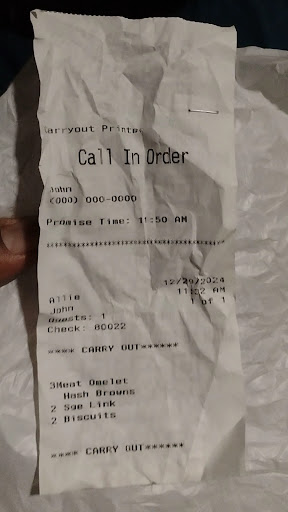 Carryout Printer
Call In Order
John
(000) 000-0000
Promise Time: 11:50 AM
12/20/2024
Allie 11:32 AM
John 1 of 1
Guests: 1
Check: 80022
**** CARRY OUT******
3Meat Omelet
Hash Browns
2 Sge Link
2 Biscuits
**** CARRY OUT******